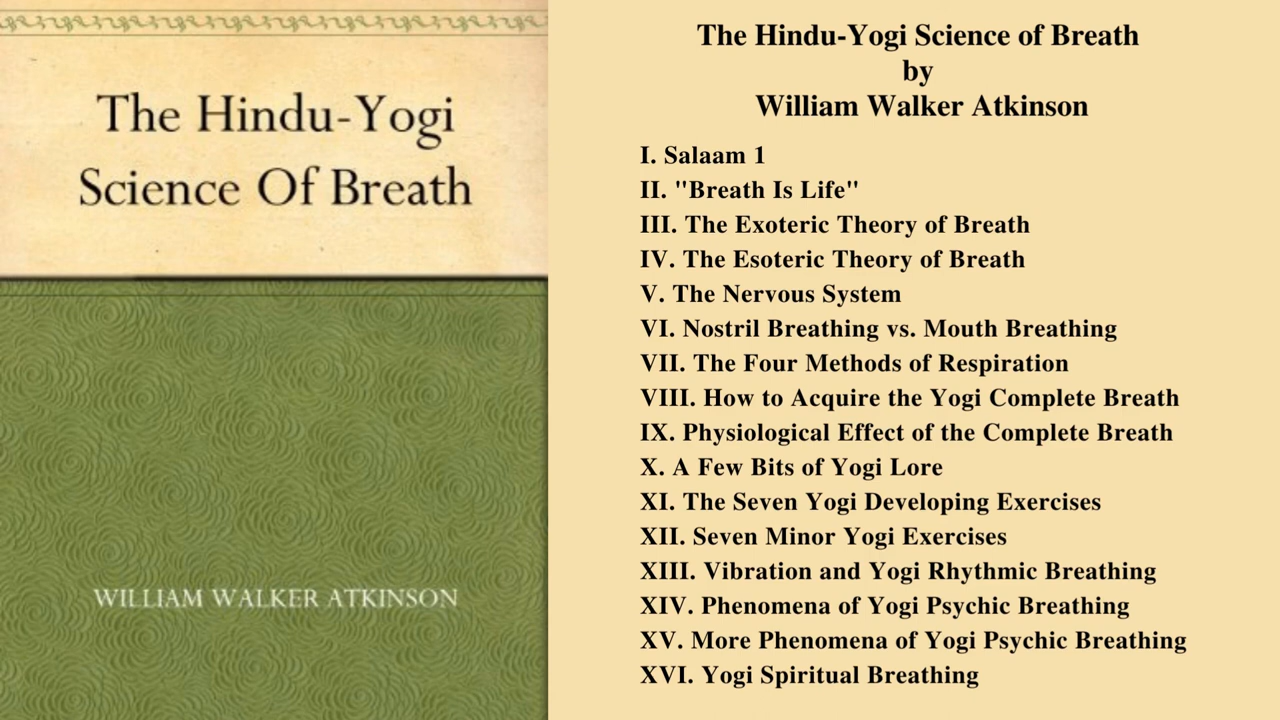 The Hindu-Yogi
Science Of Breath
WILLIAM WALKER ATKINSON
The Hindu-Yogi Science of Breath
by
William Walker Atkinson
I. Salaam 1
II. "Breath Is Life"
III. The Exoteric Theory of Breath
IV. The Esoteric Theory of Breath
V. The Nervous System
VI. Nostril Breathing vs. Mouth Breathing
VII. The Four Methods of Respiration
VIII. How to Acquire the Yogi Complete Breath
IX. Physiological Effect of the Complete Breath
X. A Few Bits of Yogi Lore
XI. The Seven Yogi Developing Exercises
XII. Seven Minor Yogi Exercises
XIII. Vibration and Yogi Rhythmic Breathing
XIV. Phenomena of Yogi Psychic Breathing
XV. More Phenomena of Yogi Psychic Breathing
XVI. Yogi Spiritual Breathing